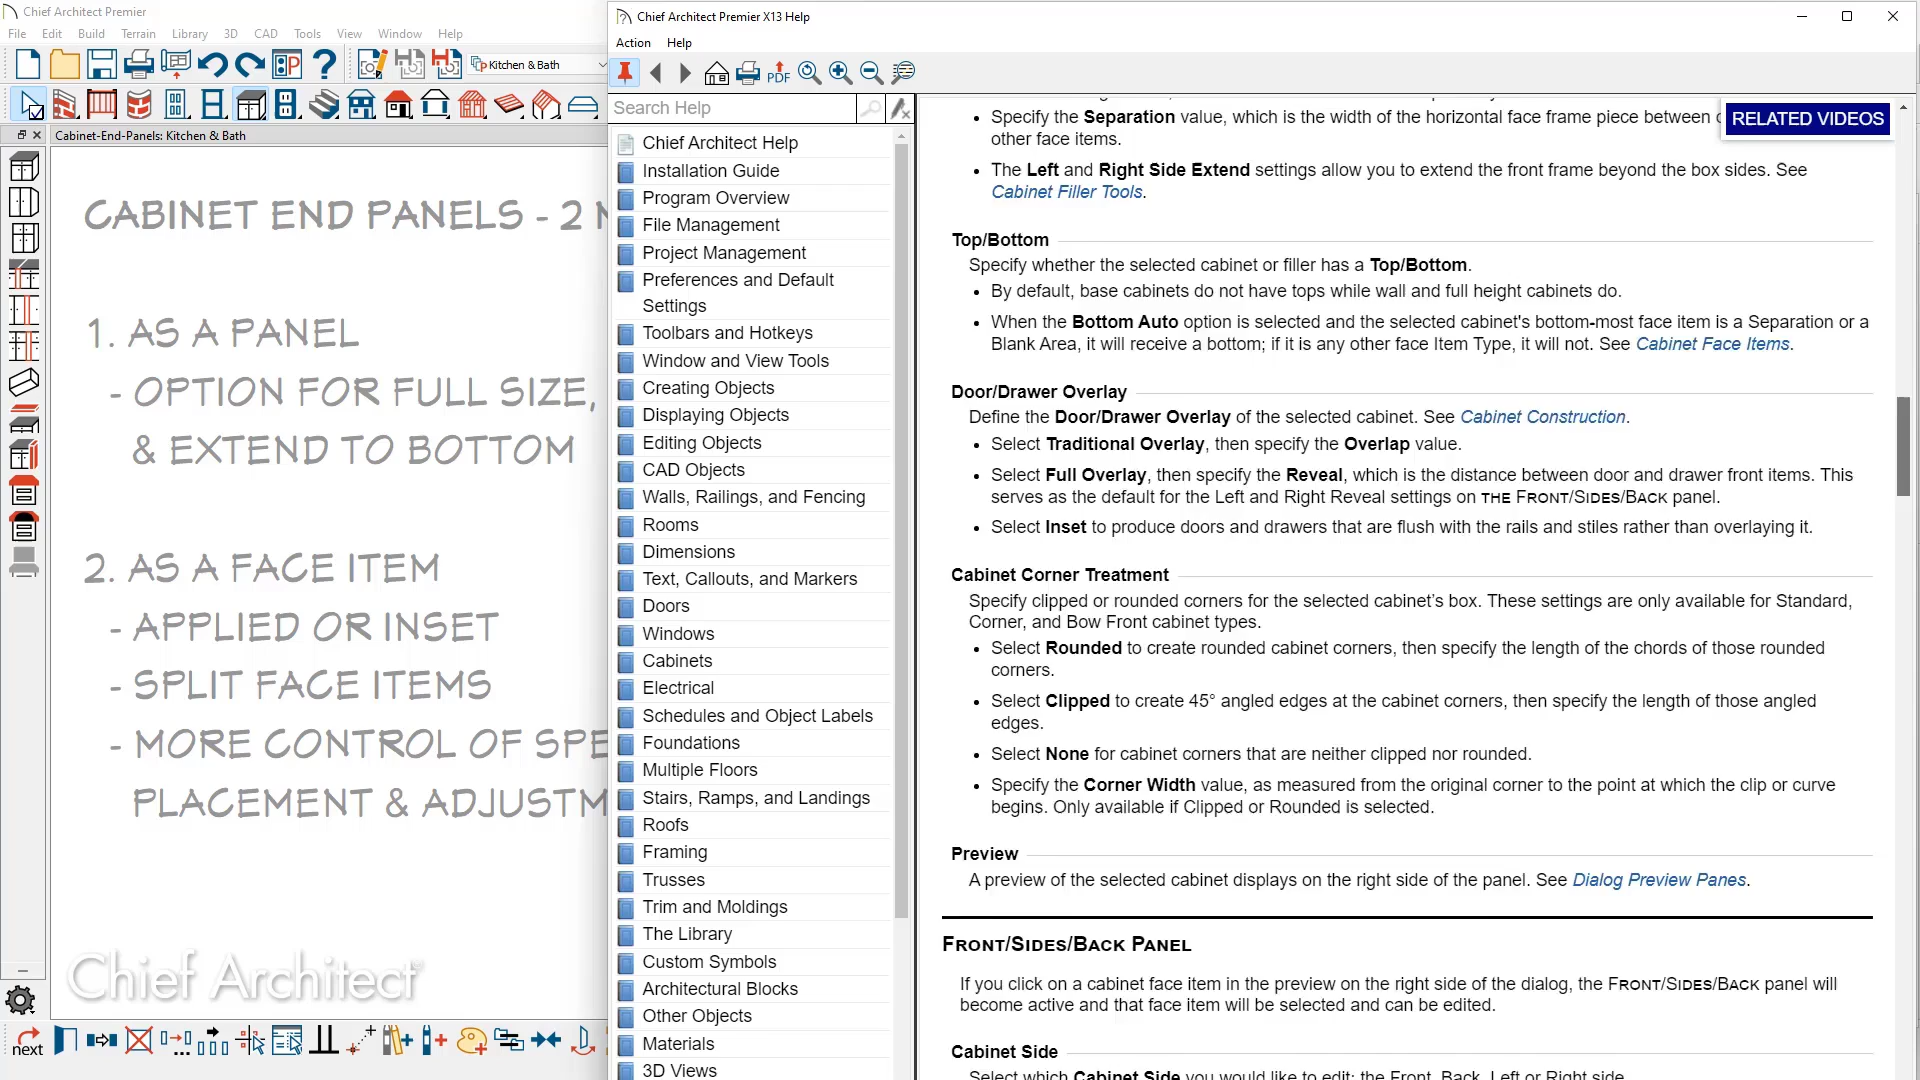 Chief Architect Premier
File Edit Build Terrain Library 3D CAD Tools View Window Help
Kitchen & Bath
Cabinet-End-Panels: Kitchen & Bath
CABINET END PANELS - 2
1. AS A PANEL
- OPTION FOR FULL SIZE,
& EXTEND TO BOTTOM
2. AS A FACE ITEM
- APPLIED OR INSET
- SPLIT FACE ITEMS
- MORE CONTROL OF SPE
PLACEMENT & ADJUSTM
Chief Architect
next
Chief Architect Premier X13 Help
Action Help
PDF
Search Help
Chief Architect Help
Installation Guide
Program Overview
File Management
Project Management
Preferences and Default
Settings
Toolbars and Hotkeys
Window and View Tools
Creating Objects
Displaying Objects
Editing Objects
CAD Objects
Walls, Railings, and Fencing
Rooms
Dimensions
Text, Callouts, and Markers
Doors
Windows
Cabinets
Electrical
Schedules and Object Labels
Foundations
Multiple Floors
Stairs, Ramps, and Landings
Roofs
Framing
Trusses
Trim and Moldings
The Library
Custom Symbols
Architectural Blocks
Other Objects
Materials
3D Views
RELATED VIDEOS
• Specify the Separation value, which is the width of the horizontal face frame piece between
other face items.
• The Left and Right Side Extend settings allow you to extend the front frame beyond the box sides. See
Cabinet Filler Tools.
Top/Bottom
Specify whether the selected cabinet or filler has a Top/Bottom.
• By default, base cabinets do not have tops while wall and full height cabinets do.
• When the Bottom Auto option is selected and the selected cabinet's bottom-most face item is a Separation or a
Blank Area, it will receive a bottom; if it is any other face Item Type, it will not. See Cabinet Face Items.
Door/Drawer Overlay
Define the Door/Drawer Overlay of the selected cabinet. See Cabinet Construction.
• Select Traditional Overlay, then specify the Overlap value.
• Select Full Overlay, then specify the Reveal, which is the distance between door and drawer front items. This
serves as the default for the Left and Right Reveal settings on THE FRONT/SIDES/BACK panel.
• Select Inset to produce doors and drawers that are flush with the rails and stiles rather than overlaying it.
Cabinet Corner Treatment
Specify clipped or rounded corners for the selected cabinet's box. These settings are only available for Standard,
Corner, and Bow Front cabinet types.
• Select Rounded to create rounded cabinet corners, then specify the length of the chords of those rounded
corners.
• Select Clipped to create 45° angled edges at the cabinet corners, then specify the length of those angled
edges.
• Select None for cabinet corners that are neither clipped nor rounded.
• Specify the Corner Width value, as measured from the original corner to the point at which the clip or curve
begins. Only available if Clipped or Rounded is selected.
Preview
A preview of the selected cabinet displays on the right side of the panel. See Dialog Preview Panes.
FRONT/SIDES/BACK PANEL
If you click on a cabinet face item in the preview on the right side of the dialog, the FRONT/SIDES/BACK panel will
become active and that face item will be selected and can be edited.
Cabinet Side
Select which Cabinet Side you would like to edit: the Front, Back, Left or Right side.